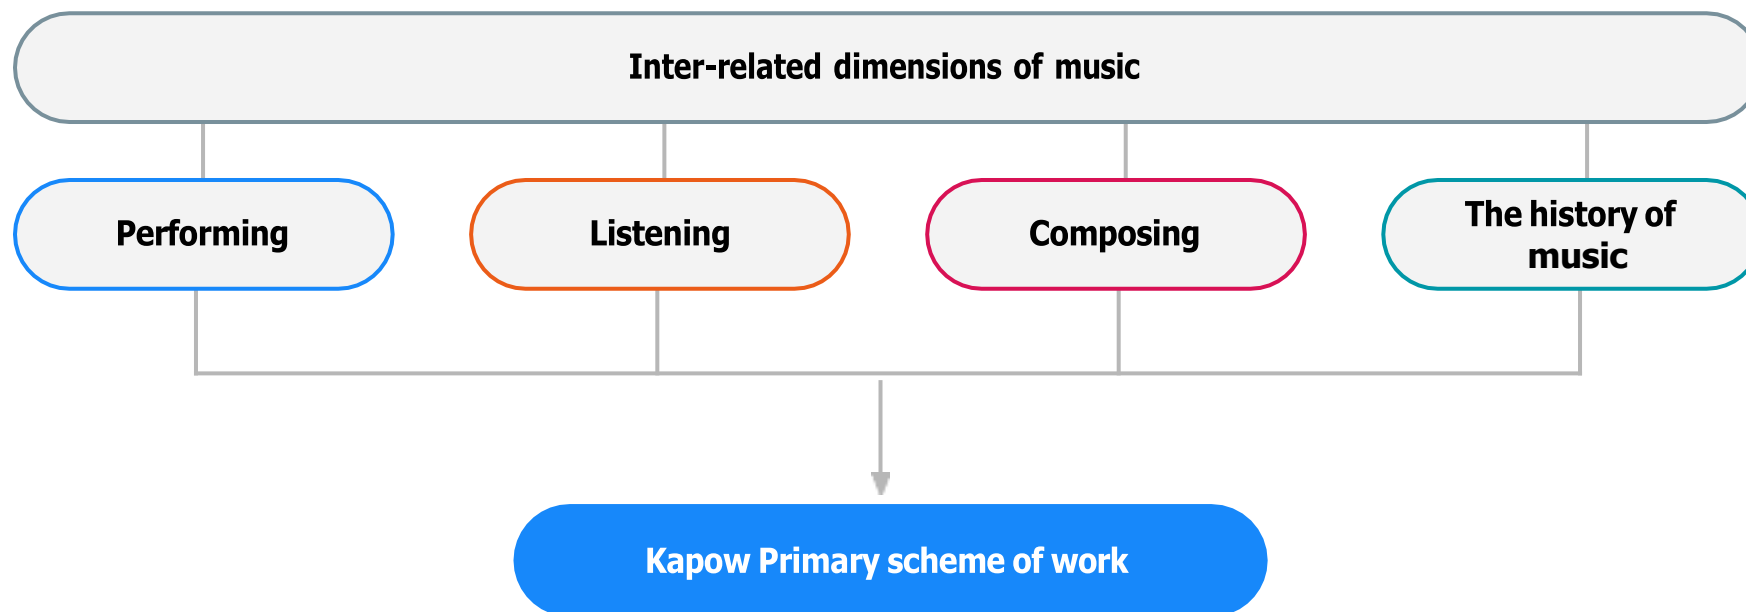 Inter-related dimensions of music
Performing
Listening
Composing
The history of
music
Kapow Primary scheme of work